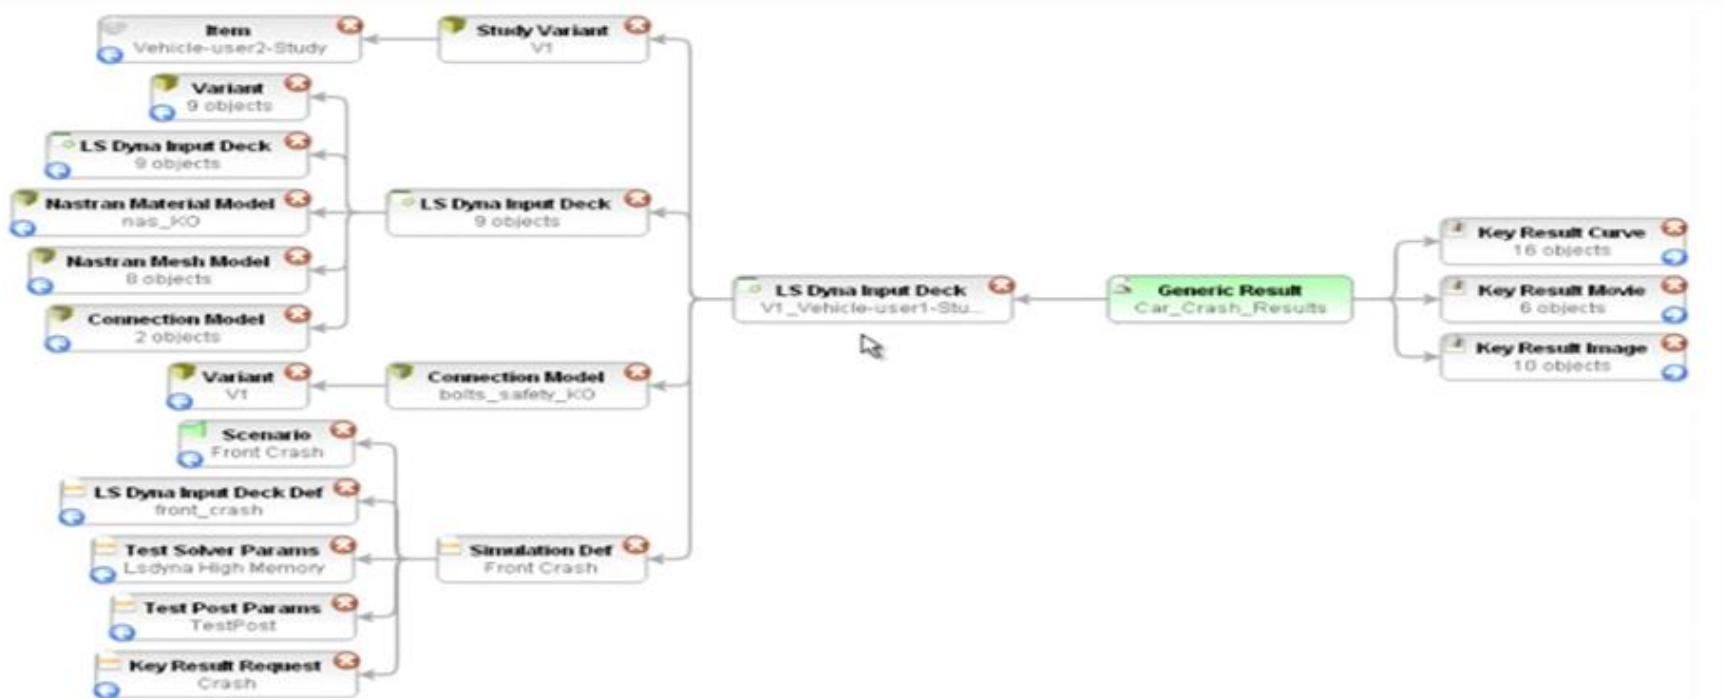 Item
Vehicle-user2-Study
Study Variant
V1
Variant
9 objects
LS Dyna Input Deck
9 objects
Nastran Material Model
nas_KO
LS Dyna Input Deck
9 objects
Nastran Mesh Model
8 objects
Connection Model
2 objects
Variant
V1
Connection Model
bolts_safety_KO
Scenario
Front Crash
LS Dyna Input Deck Def
front_crash
Test Solver Params
Lsdyna High Memory
Simulation Def
Front Crash
Test Post Params
TestPost
Key Result Request
Crash
LS Dyna Input Deck
V1_Vehicle-user1-Stu...
Generic Result
Car_Crash_Results
Key Result Curve
16 objects
Key Result Movie
6 objects
Key Result Image
10 objects